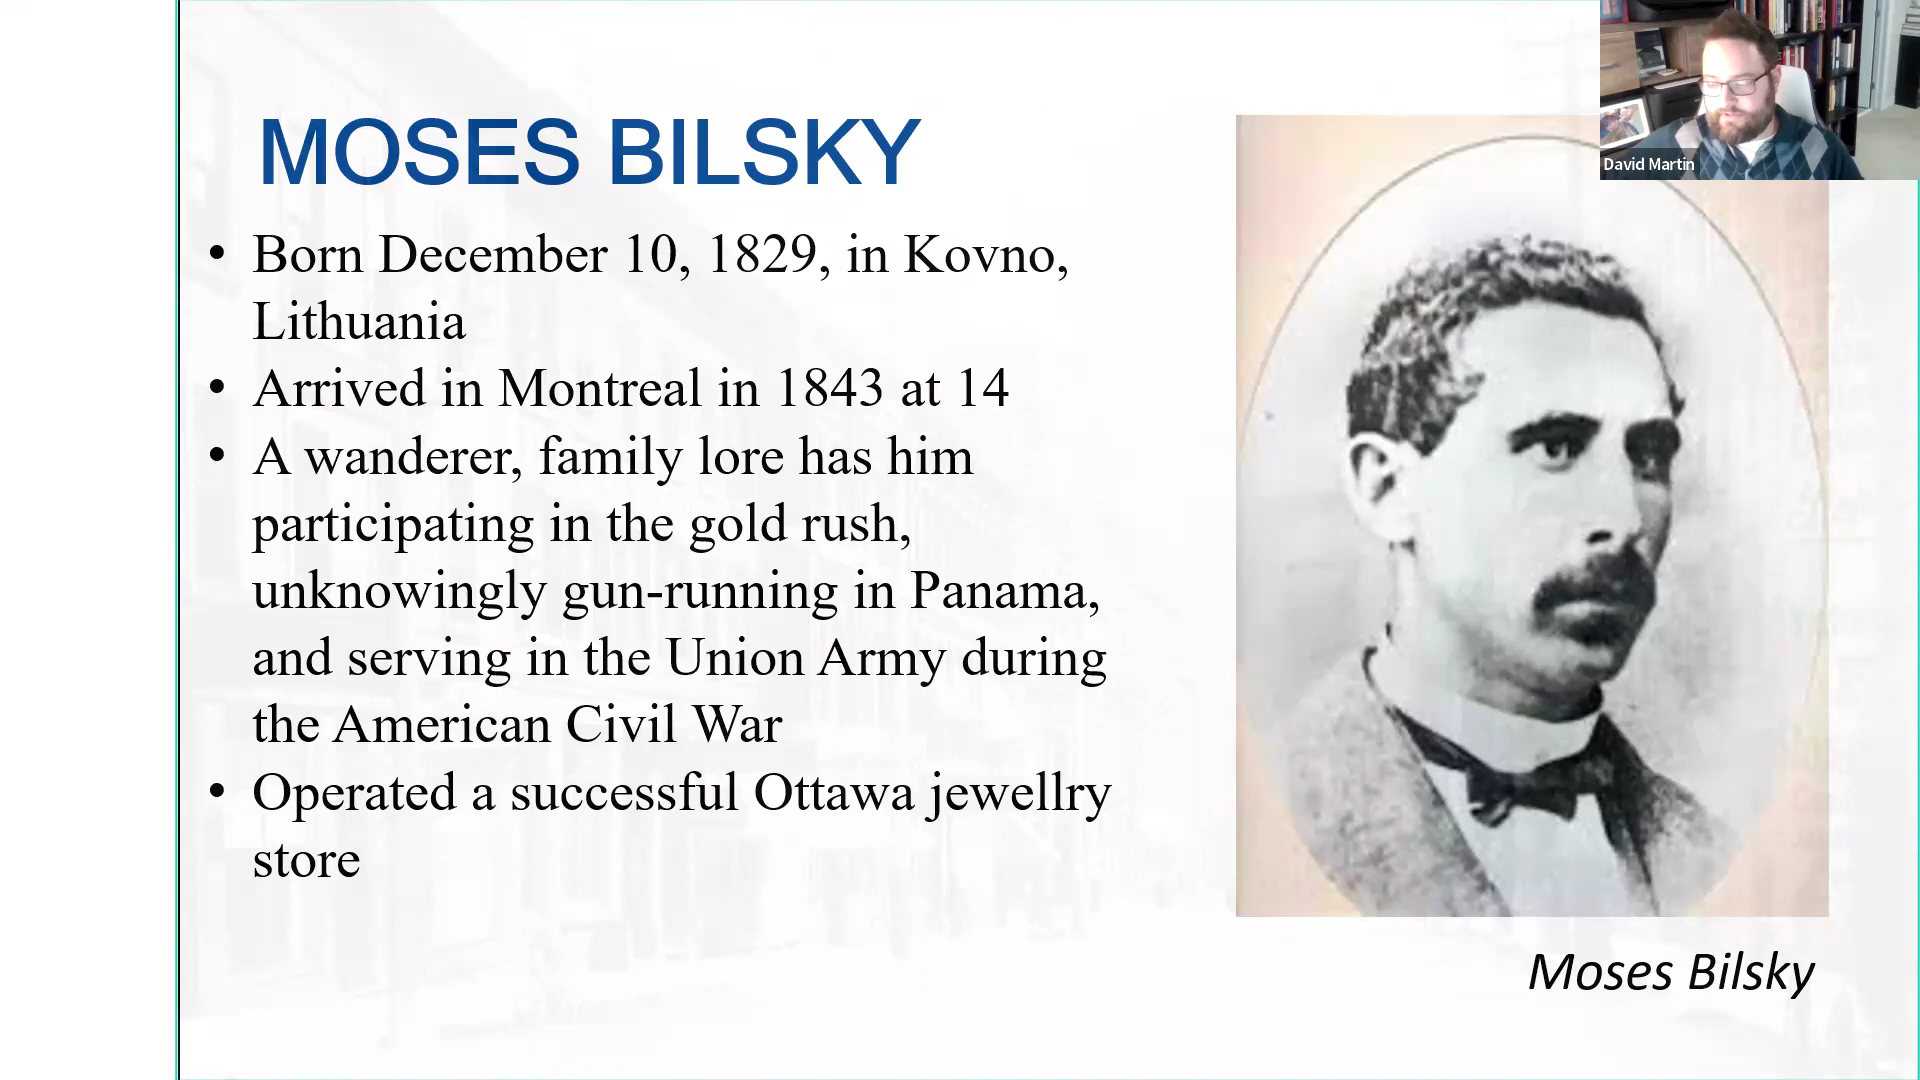 MOSES BILSKY
• Born December 10, 1829, in Kovno,
Lithuania
• Arrived in Montreal in 1843 at 14
• A wanderer, family lore has him
participating in the gold rush,
unknowingly gun-running in Panama,
and serving in the Union Army during
the American Civil War
• Operated a successful Ottawa jewellry
store
David Martin
Moses Bilsky